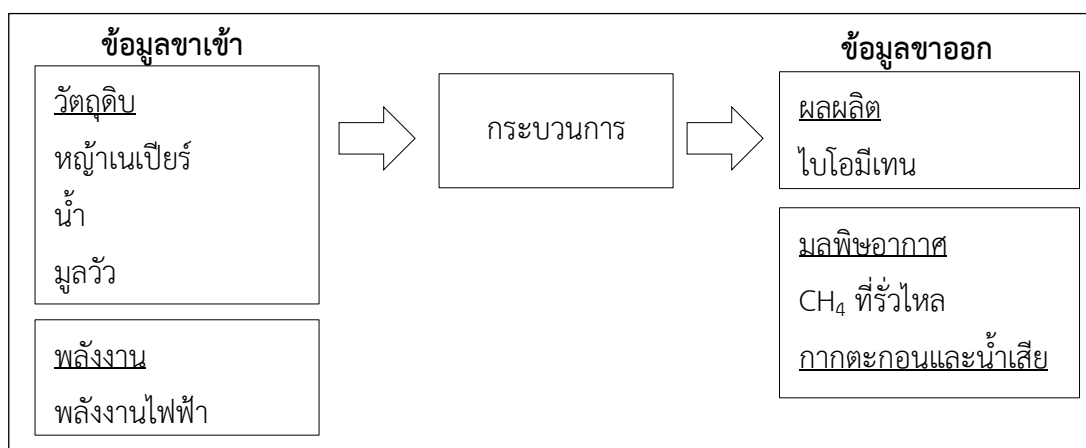 ข้อมูลขาเข้า
วัตถุดิบ
หญ้าเนเปียร์
น้ำ
มูลวัว
พลังงาน
พลังงานไฟฟ้า
กระบวนการ
ข้อมูลขาออก
ผลผลิต
ไบโอมีเทน
มลพิษอากาศ
CH₄ ที่รั่วไหล
กากตะกอนและน้ำเสีย